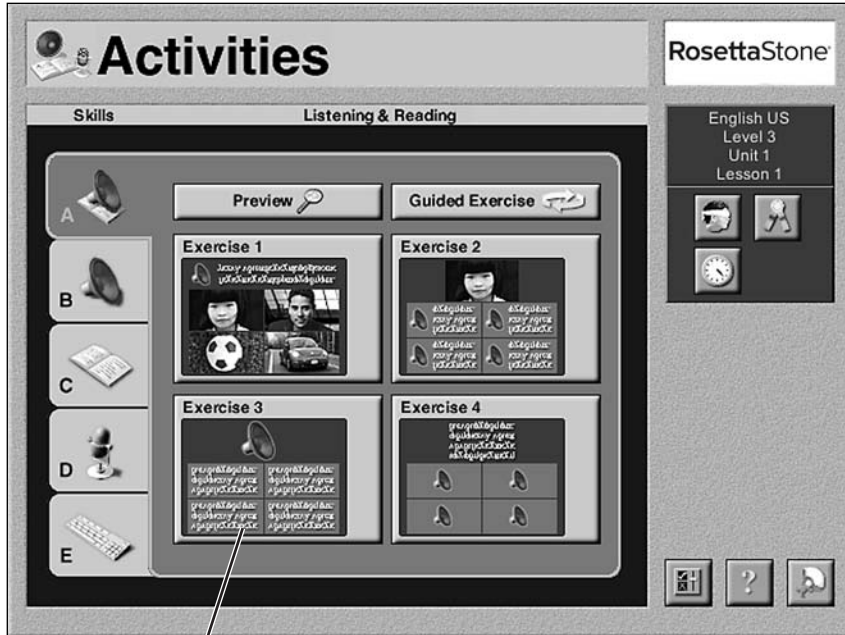 Activities
RosettaStone
Skills
Listening & Reading
English US
Level 3
Unit 1
Lesson 1
A
Preview
Guided Exercise
Exercise 1
Exercise 2
B
C
Exercise 3
Exercise 4
D
E
?